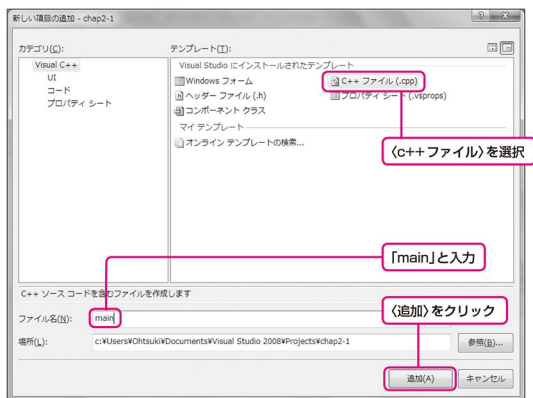 新しい項目の追加 - chap2-1
カテゴリ(C):
Visual C++
UI
コード
プロパティ シート
テンプレート(T):
Visual Studio にインストールされたテンプレート
Windows フォーム
C++ ファイル (.cpp)
ヘッダー ファイル (.h)
プロパティ シート (.vsprops)
コンポーネント クラス
マイ テンプレート
オンライン テンプレートの検索...
〈c++ファイル〉を選択
「main」と入力
C++ ソース コードを含むファイルを作成します
〈追加〉をクリック
ファイル名(N):
main
場所(L):
c:¥Users¥Ohtsuki¥Documents¥Visual Studio 2008¥Projects¥chap2-1
参照(B)...
追加(A)
キャンセル